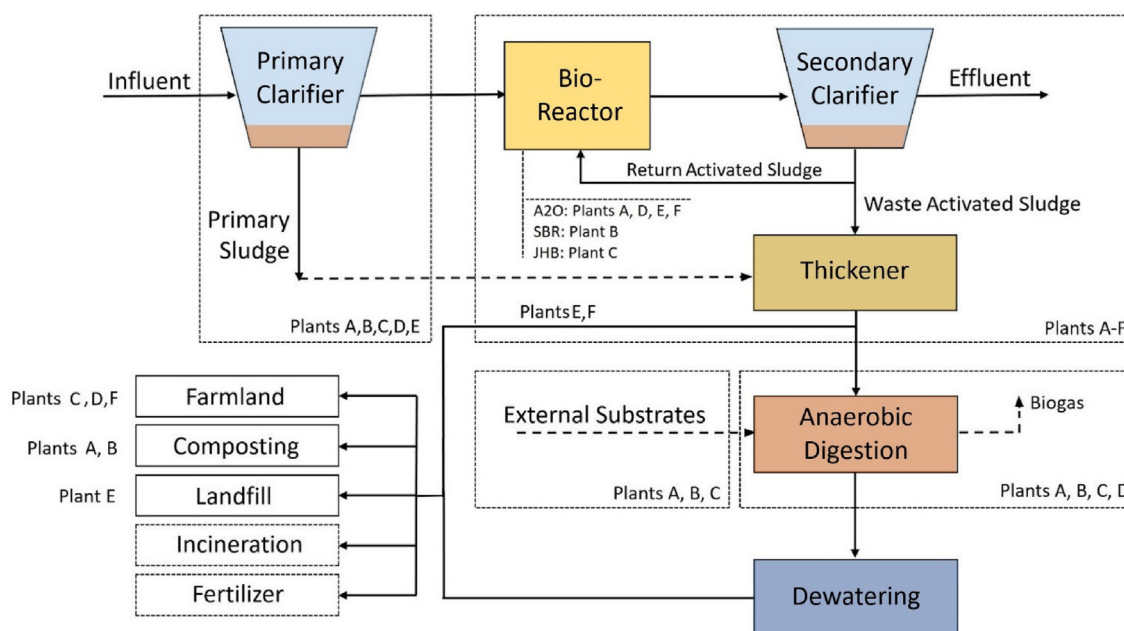 Influent
Primary
Clarifier
Bio-
Reactor
Secondary
Clarifier
Effluent
Return Activated Sludge
Primary
Sludge
A2O: Plants A, D, E, F
SBR: Plant B
JHB: Plant C
Waste Activated Sludge
Thickener
Plants A,B,C,D,E
Plants E,F
Plants A-F
Plants C ,D,F
Farmland
External Substrates
Anaerobic
Digestion
Biogas
Plants A, B
Composting
Plant E
Landfill
Plants A, B, C
Plants A, B, C, D
Incineration
Fertilizer
Dewatering